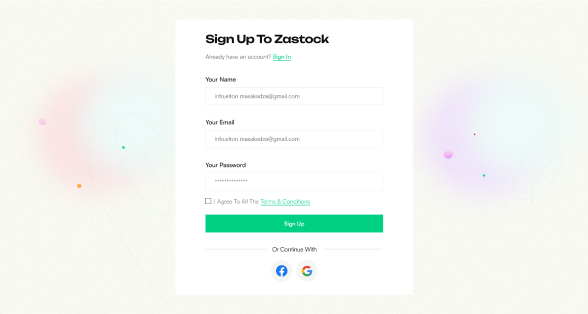 Sign Up To Zastock
Already have an account? Sign In
Your Name
info.elton masakadza@gmail.com
Your Email
info.elton masakadza@gmail.com
Your Password
**************
I Agree To All The Terms & Conditions
Sign Up
Or Continue With